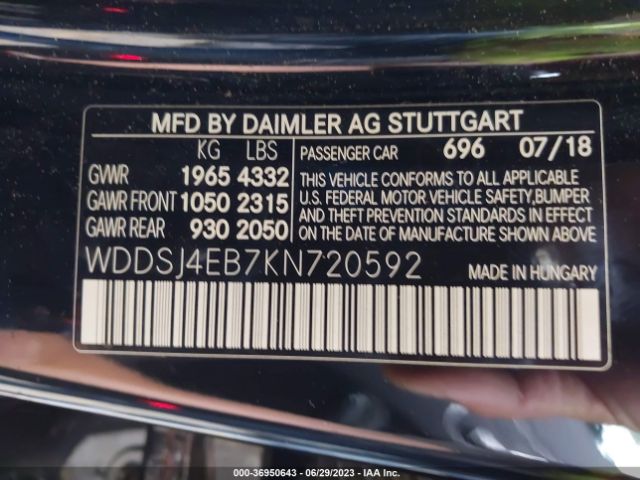 MFD BY DAIMLER AG STUTTGART
KG LBS
GVWR 1965 4332
GAWR FRONT 1050 2315
GAWR REAR 930 2050
PASSENGER CAR 696 07/18
THIS VEHICLE CONFORMS TO ALL APPLICABLE
U.S. FEDERAL MOTOR VEHICLE SAFETY,BUMPER
AND THEFT PREVENTION STANDARDS IN EFFECT
ON THE DATE OF MANUFACTURE SHOWN ABOVE
WDDSJ4EB7KN720592 MADE IN HUNGARY
000-36950643 - 06/29/2023 - IAA Inc.